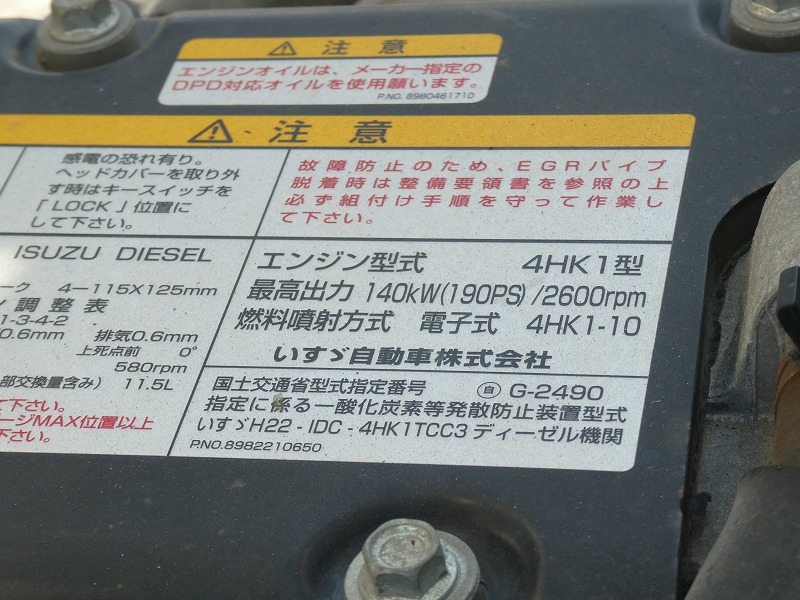 注意
エンジンオイルは、メーカー指定の
DPD対応オイルを使用願います。
P.NO. 8980461710
注意
感電の恐れ有り。
ヘッドカバーを取り外
す時はキースイッチを
「LOCK」位置に
して下さい。
故障防止のため、EGRパイプ
脱着時は整備要領書を参照の上
必ず組付け手順を守って作業し
て下さい。
ISUZU DIESEL
ーク 4－115X125mm
調整表
1-3-4-2
0.6mm 排気0.6mm
上死点前 0°
580rpm
部交換量含み) 11.5L
下さい。
ージMAX位置以上
下さい。
エンジン型式 4HK1型
最高出力 140kW(190PS)/2600rpm
燃料噴射方式 電子式 4HK1-10
いすゞ自動車株式会社
国土交通省型式指定番号 自 G-2490
指定に係る一酸化炭素等発散防止装置型式
いすゞH22-IDC-4HK1TCC3ディーゼル機関
P.NO.8982210650